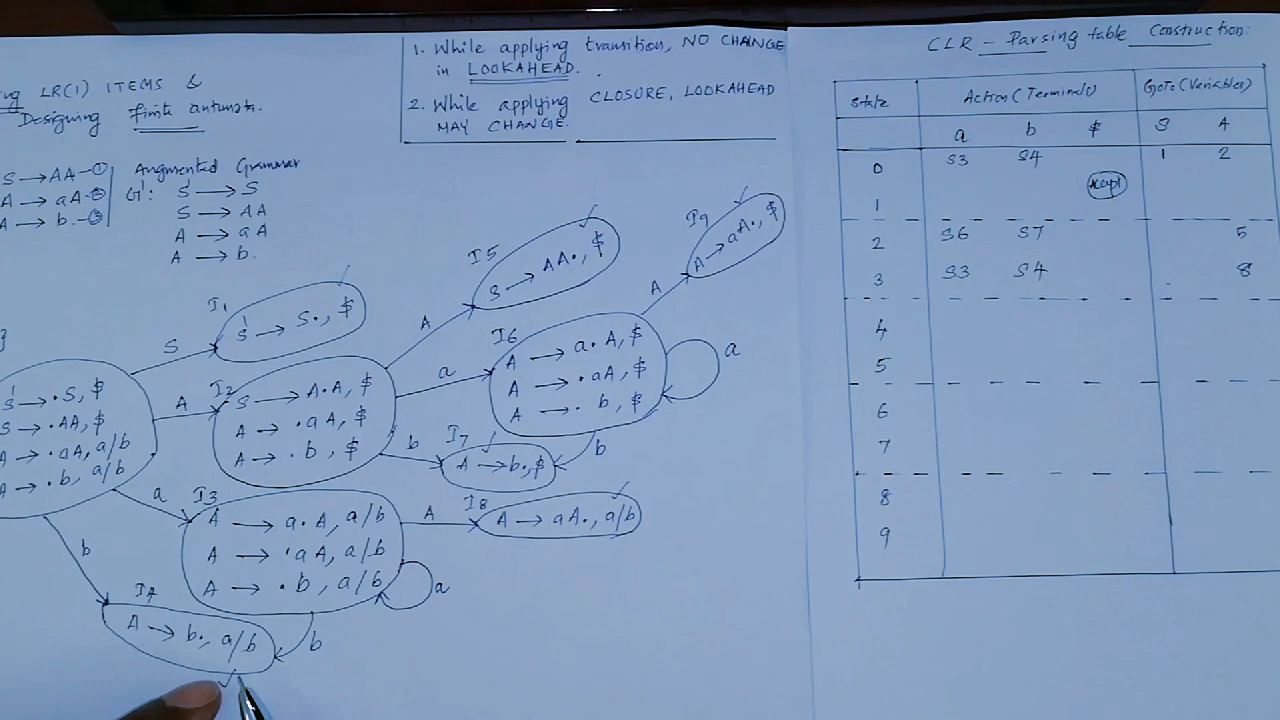 LR(1) ITEMS &
Designing finite automata.
S → AA - ①
A → aA - ②
A → b. - ③
Augmented Grammar
G': S' → S
S → AA
A → aA
A → b.
1. While applying transition, NO CHANGE
in LOOKAHEAD.
2. While applying CLOSURE, LOOKAHEAD
MAY CHANGE.
S' → •S, $
S → •AA, $
A → •aA, a/b
A → •b, a/b
S
I1
S' → S•, $
A
I2
S → A•A, $
A → •aA, $
A → •b, $
A
I5
S → AA•, $
a
I6
A → a•A, $
A → •aA, $
A → •b, $
a
A
I9
A → aA•, $
b
b
I7
A → b•, $
a
I3
A → a•A, a/b
A → •aA, a/b
A → •b, a/b
a
A
I8
A → aA•, a/b
b
b
I4
A → b•, a/b
CLR - Parsing table Construction:
State Action (Terminals) GoTo (Variables)
a b $ S A
0 S3 S4 1 2
1
2 S6 S7 5
3 S3 S4 8
4
5
6
7
8
9